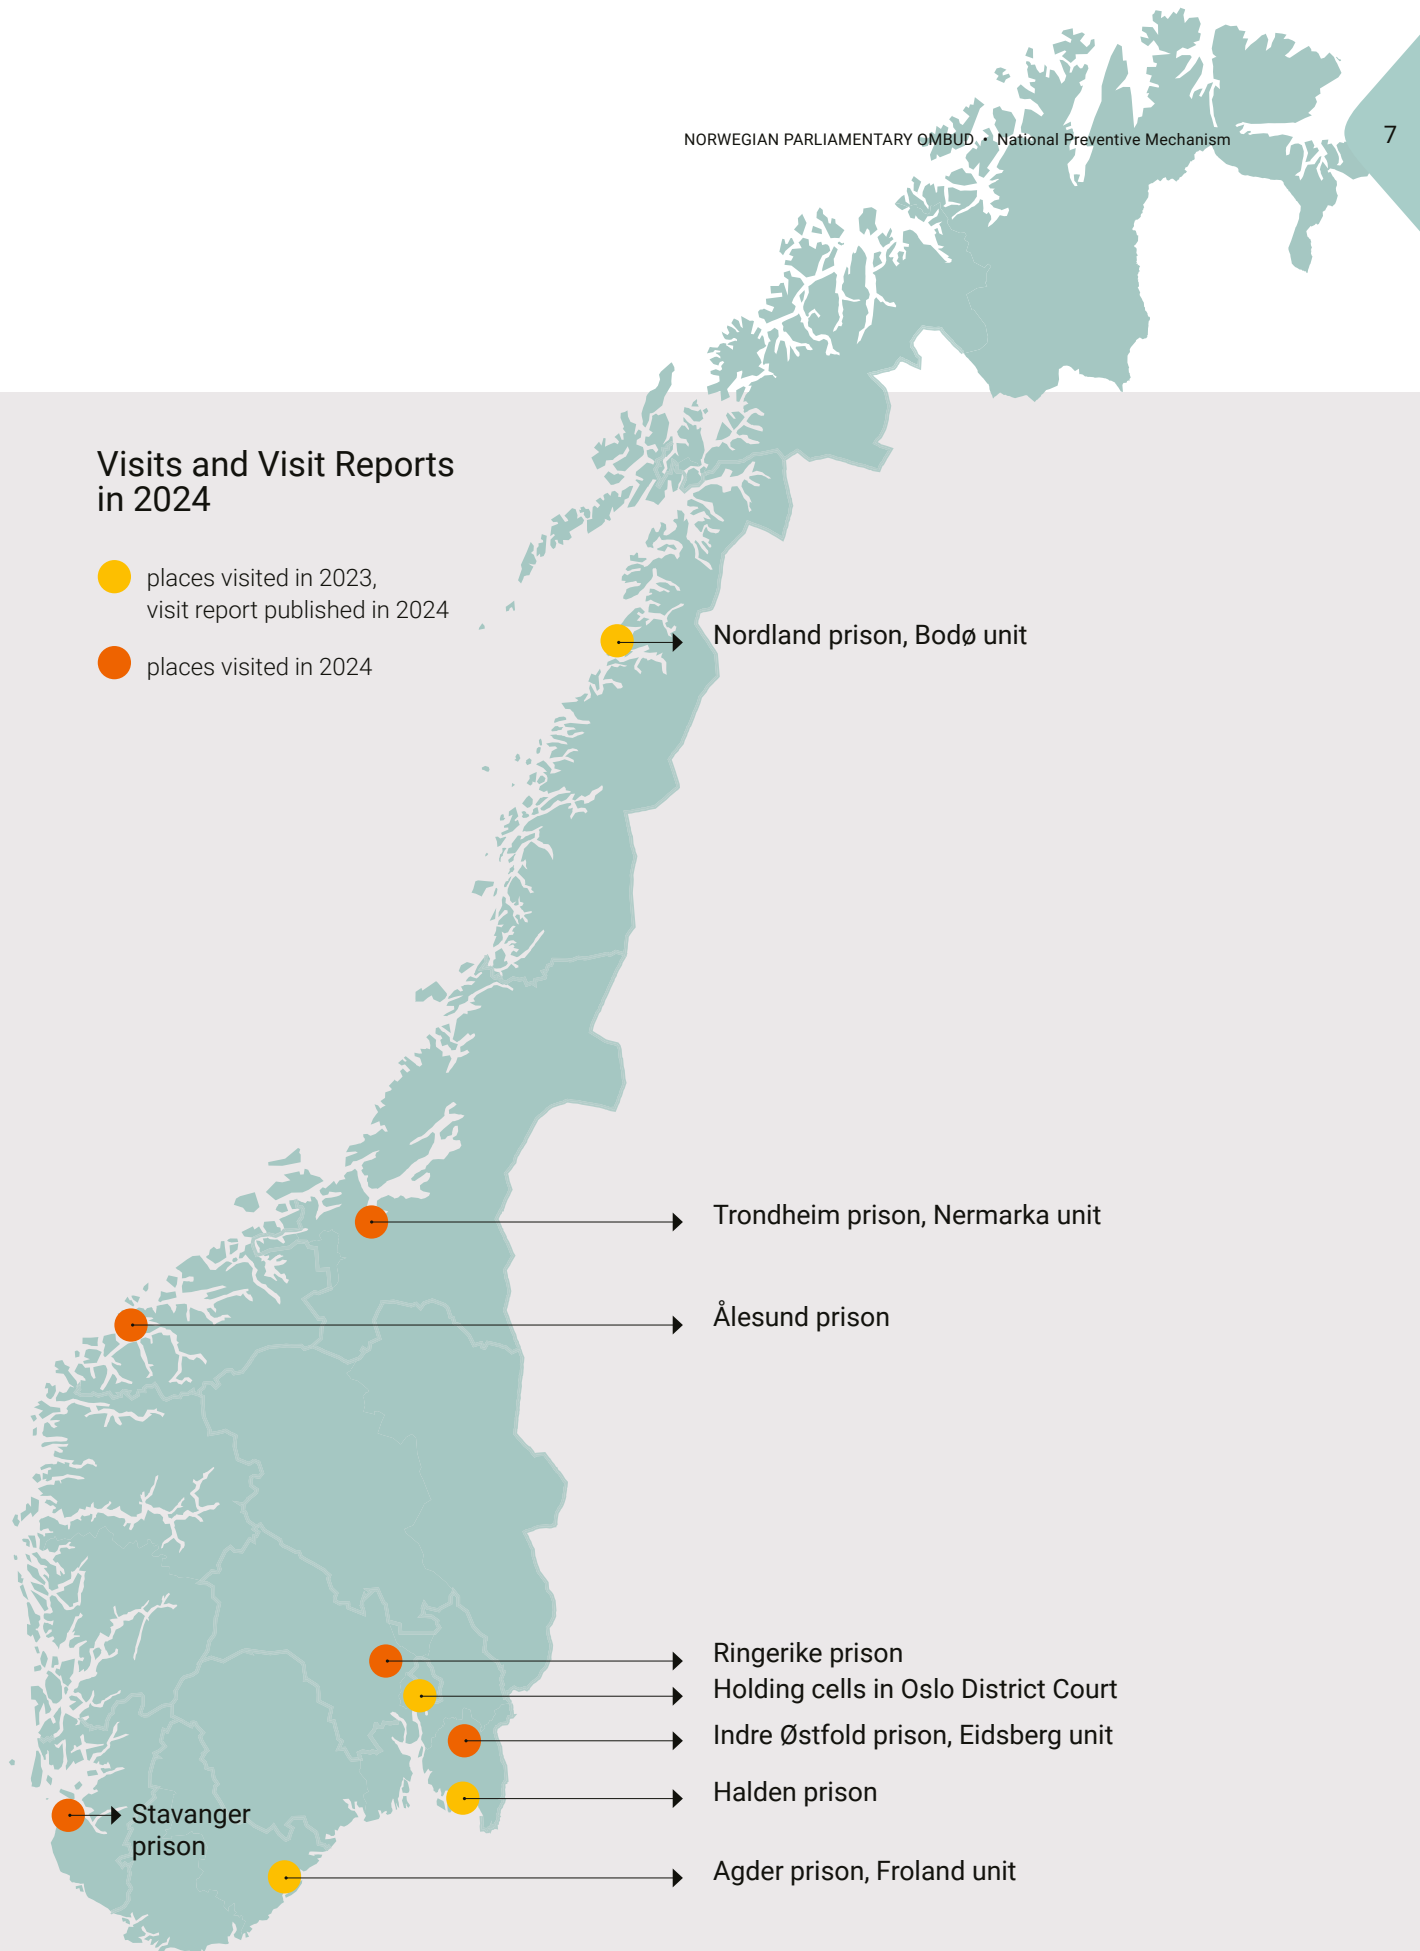 NORWEGIAN PARLIAMENTARY OMBUD • National Preventive Mechanism
7
Visits and Visit Reports
in 2024
places visited in 2023,
visit report published in 2024
places visited in 2024
Nordland prison, Bodø unit
Trondheim prison, Nermarka unit
Ålesund prison
Ringerike prison
Holding cells in Oslo District Court
Indre Østfold prison, Eidsberg unit
Halden prison
Stavanger
prison
Agder prison, Froland unit